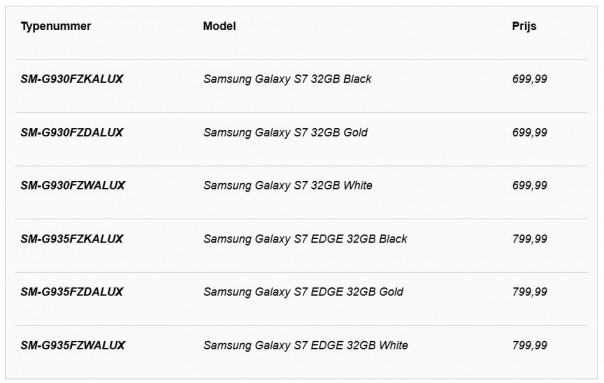 Typenummer Model Prijs
SM-G930FZKALUX Samsung Galaxy S7 32GB Black 699,99
SM-G930FZDALUX Samsung Galaxy S7 32GB Gold 699,99
SM-G930FZWALUX Samsung Galaxy S7 32GB White 699,99
SM-G935FZKALUX Samsung Galaxy S7 EDGE 32GB Black 799,99
SM-G935FZDALUX Samsung Galaxy S7 EDGE 32GB Gold 799,99
SM-G935FZWALUX Samsung Galaxy S7 EDGE 32GB White 799,99